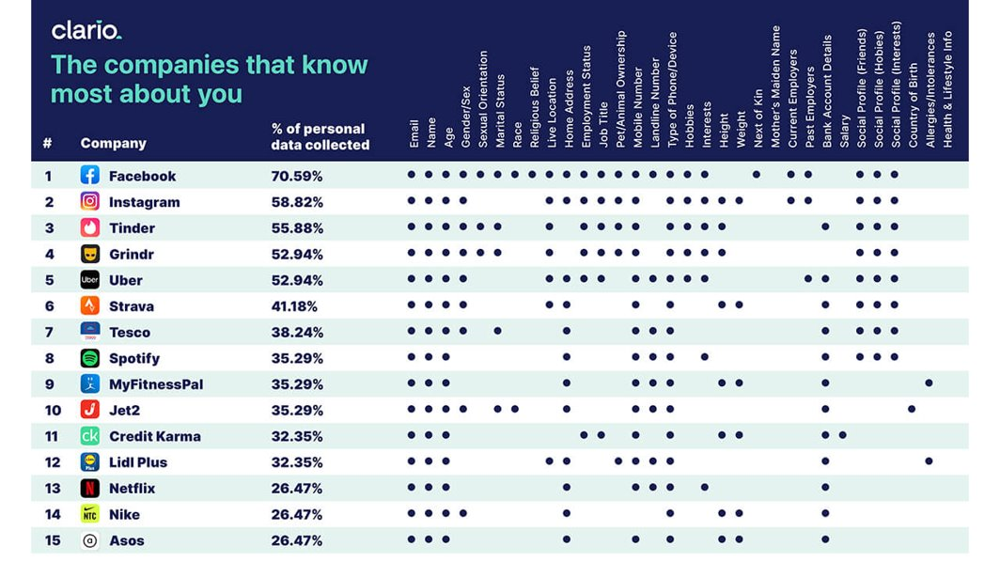 clario.
The companies that know
most about you
# Company
% of personal
data collected
Email
Name
Age
Gender/Sex
Sexual Orientation
Marital Status
Race
Religious Belief
Live Location
Home Address
Employment Status
Job Title
Pet/Animal Ownership
Mobile Number
Landline Number
Type of Phone/Device
Hobbies
Interests
Height
Weight
Next of Kin
Mother's Maiden Name
Current Employers
Past Employers
Bank Account Details
Salary
Social Profile (Friends)
Social Profile (Hobies)
Social Profile (Interests)
Country of Birth
Allergies/Intolerances
Health & Lifestyle Info
1 Facebook 70.59%
2 Instagram 58.82%
3 Tinder 55.88%
4 Grindr 52.94%
5 Uber Uber 52.94%
6 Strava 41.18%
7 Tesco 38.24%
8 Spotify 35.29%
9 MyFitnessPal 35.29%
10 Jet2 35.29%
11 ck Credit Karma 32.35%
12 Lidl Plus 32.35%
13 N Netflix 26.47%
14 NTC Nike 26.47%
15 Asos 26.47%